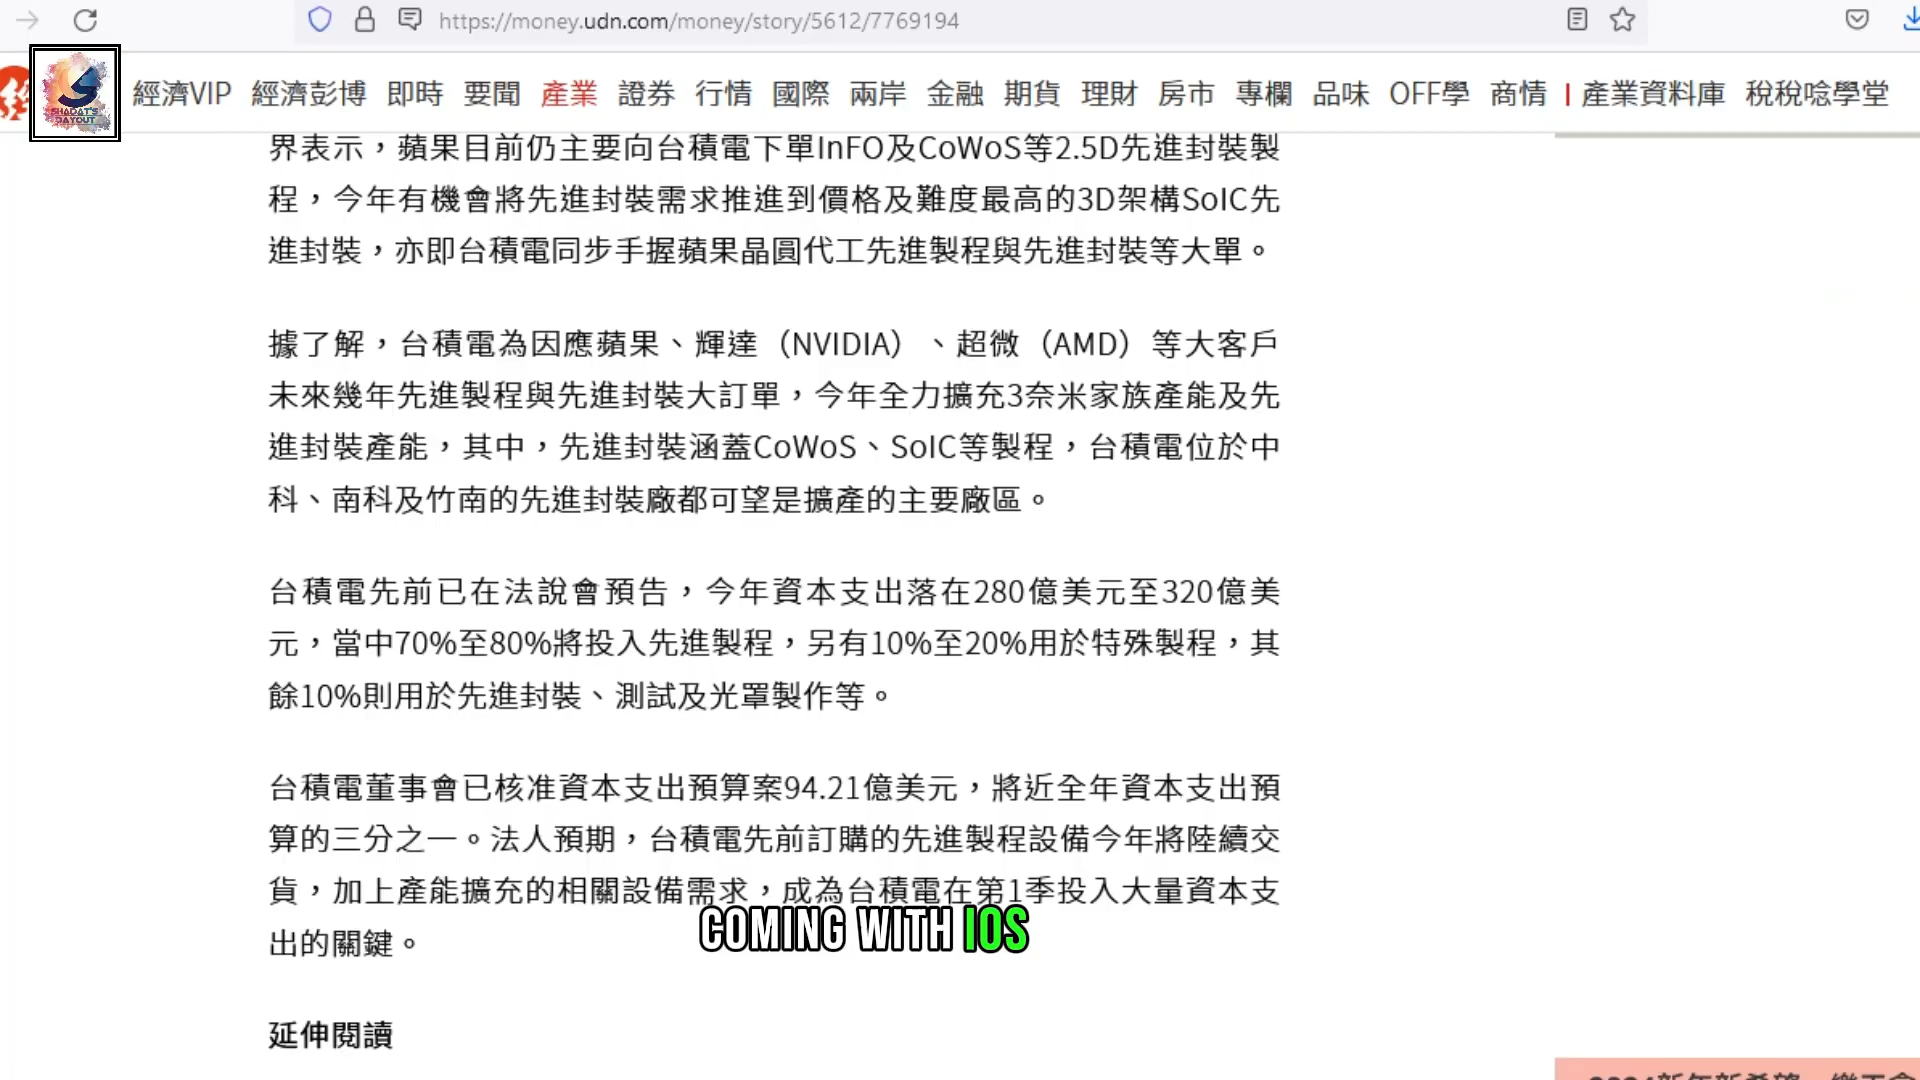 https://money.udn.com/money/story/5612/7769194
SHADAT'S
DAYOUT
經濟VIP 經濟彭博 即時 要聞 產業 證券 行情 國際 兩岸 金融 期貨 理財 房市 專欄 品味 OFF學 商情 產業資料庫 稅稅唸學堂
界表示，蘋果目前仍主要向台積電下單InFO及CoWoS等2.5D先進封裝製
程，今年有機會將先進封裝需求推進到價格及難度最高的3D架構SoIC先
進封裝，亦即台積電同步手握蘋果晶圓代工先進製程與先進封裝等大單。
據了解，台積電為因應蘋果、輝達（NVIDIA）、超微（AMD）等大客戶
未來幾年先進製程與先進封裝大訂單，今年全力擴充3奈米家族產能及先
進封裝產能，其中，先進封裝涵蓋CoWoS、SoIC等製程，台積電位於中
科、南科及竹南的先進封裝廠都可望是擴產的主要廠區。
台積電先前已在法說會預告，今年資本支出落在280億美元至320億美
元，當中70%至80%將投入先進製程，另有10%至20%用於特殊製程，其
餘10%則用於先進封裝、測試及光罩製作等。
台積電董事會已核准資本支出預算案94.21億美元，將近全年資本支出預
算的三分之一。法人預期，台積電先前訂購的先進製程設備今年將陸續交
貨，加上產能擴充的相關設備需求，成為台積電在第1季投入大量資本支
出的關鍵。
COMING WITH IOS
延伸閱讀